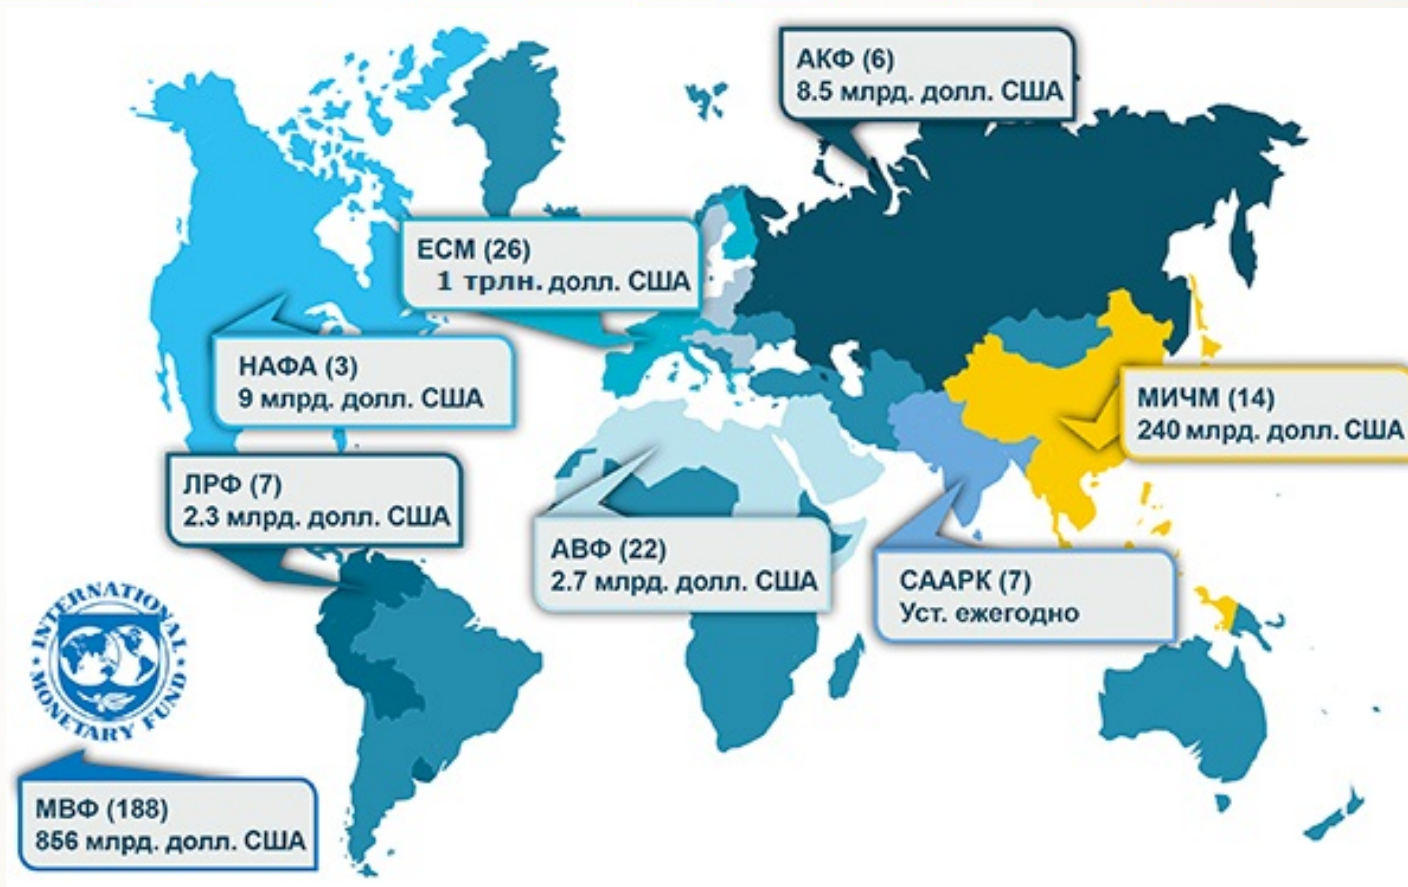 АКФ (6)
8.5 млрд. долл. США
ЕСМ (26)
1 трлн. долл. США
НАФА (3)
9 млрд. долл. США
МИЧМ (14)
240 млрд. долл. США
ЛРФ (7)
2.3 млрд. долл. США
АВФ (22)
2.7 млрд. долл. США
СААРК (7)
Уст. ежегодно
INTERNATIONAL
MONETARY FUND
МВФ (188)
856 млрд. долл. США